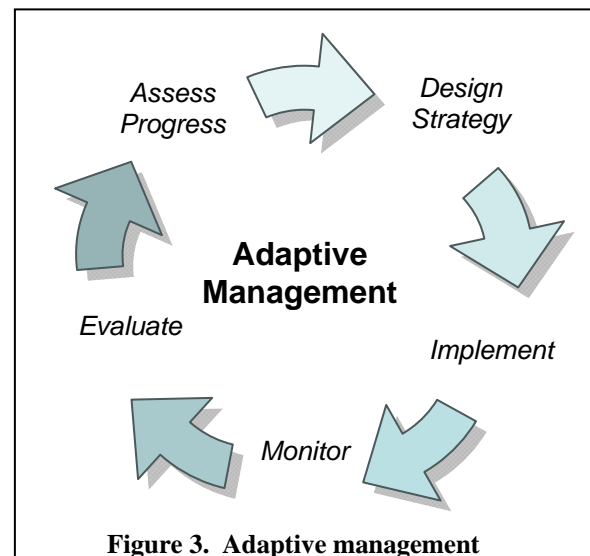 Assess
Progress
Design
Strategy
Adaptive
Management
Evaluate
Implement
Monitor
Figure 3.  Adaptive management